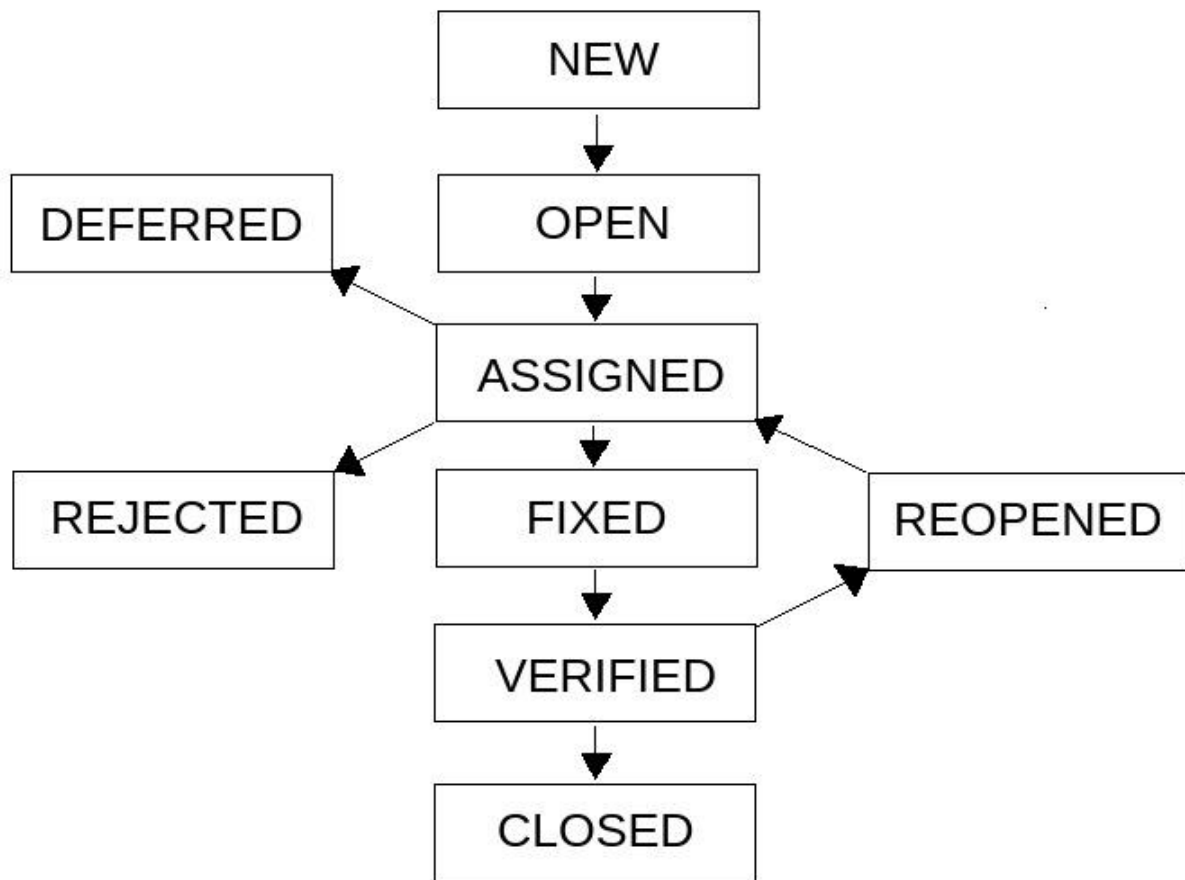 NEW
DEFERRED
OPEN
ASSIGNED
REJECTED
FIXED
REOPENED
VERIFIED
CLOSED